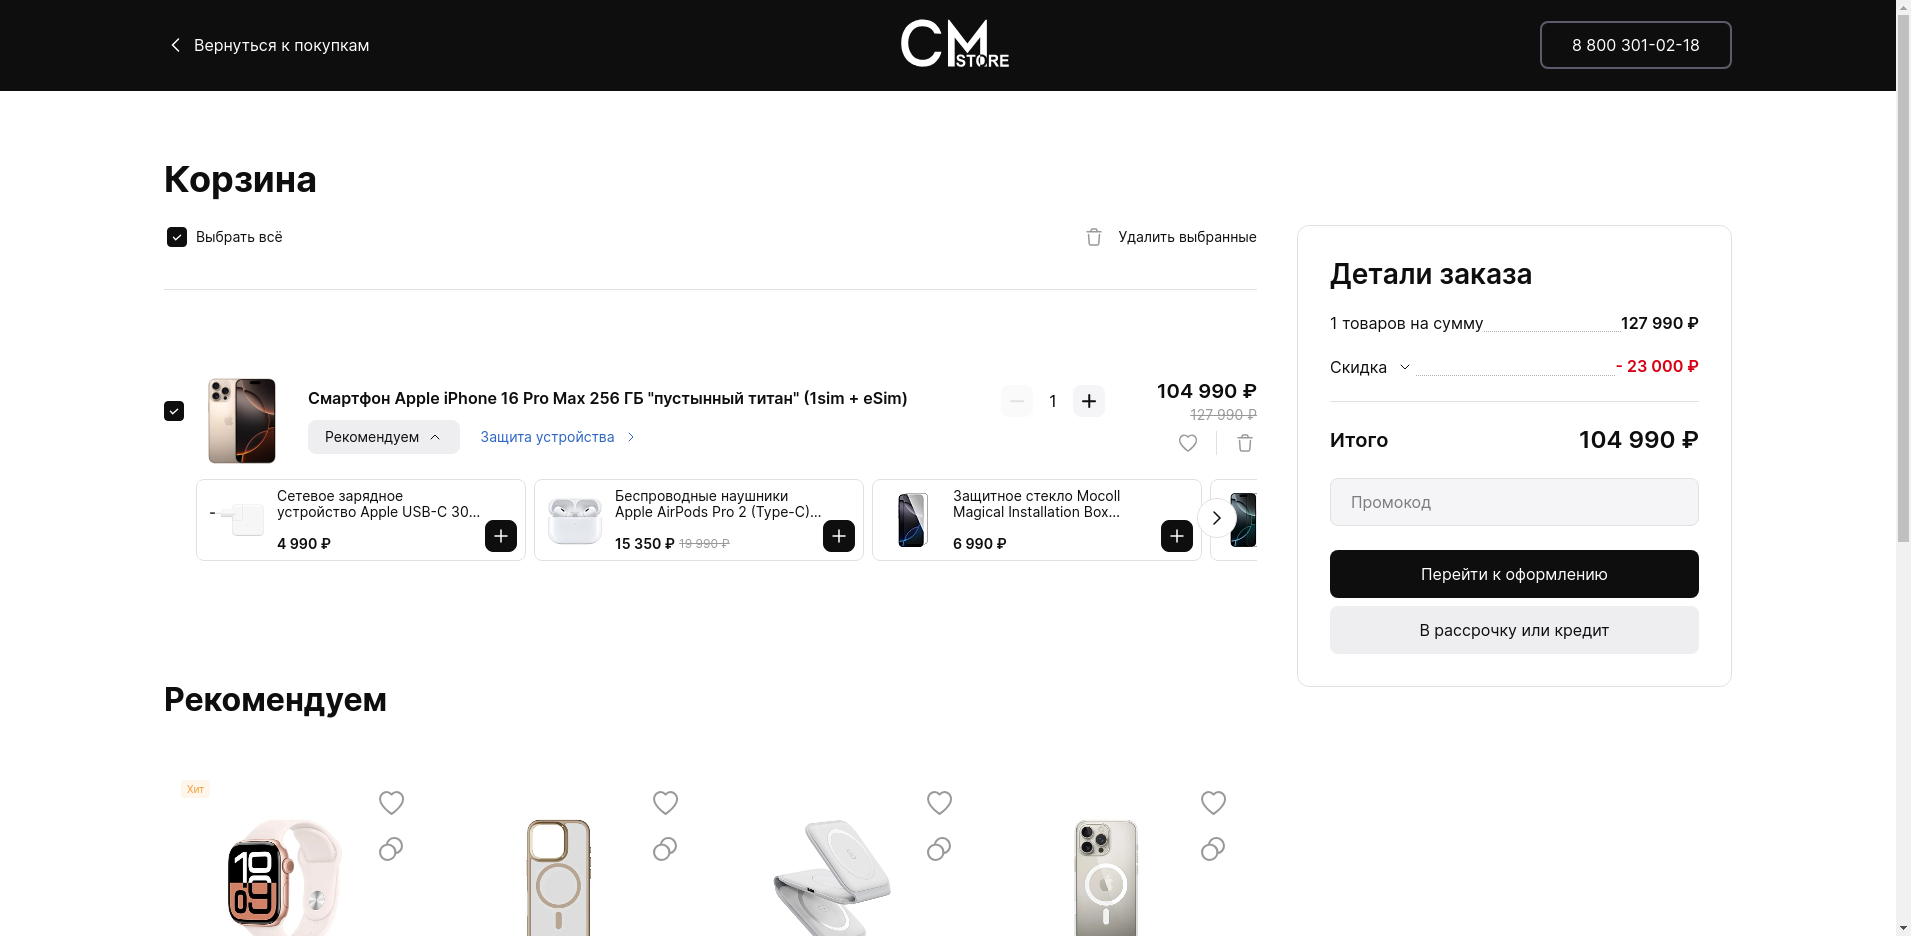 Вернуться к покупкам
CM STORE
8 800 301-02-18
Корзина
Выбрать всё
Удалить выбранные
Смартфон Apple iPhone 16 Pro Max 256 ГБ "пустынный титан" (1sim + eSim)
1
104 990 ₽
127 990 ₽
Рекомендуем
Защита устройства
Сетевое зарядное
устройство Apple USB-C 30...
4 990 ₽
Беспроводные наушники
Apple AirPods Pro 2 (Type-C)...
15 350 ₽ 19 990 ₽
Защитное стекло Mocoll
Magical Installation Box...
6 990 ₽
Детали заказа
1 товаров на сумму 127 990 ₽
Скидка - 23 000 ₽
Итого 104 990 ₽
Промокод
Перейти к оформлению
В рассрочку или кредит
Рекомендуем
Хит
10
09